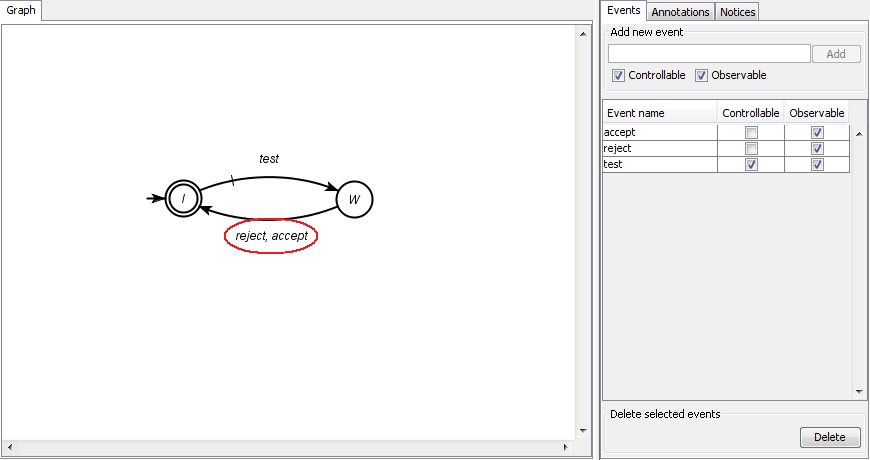 Graph
test
I
W
reject, accept
Events Annotations Notices
Add new event
Add
Controllable Observable
Event name Controllable Observable
accept
reject
test
Delete selected events
Delete